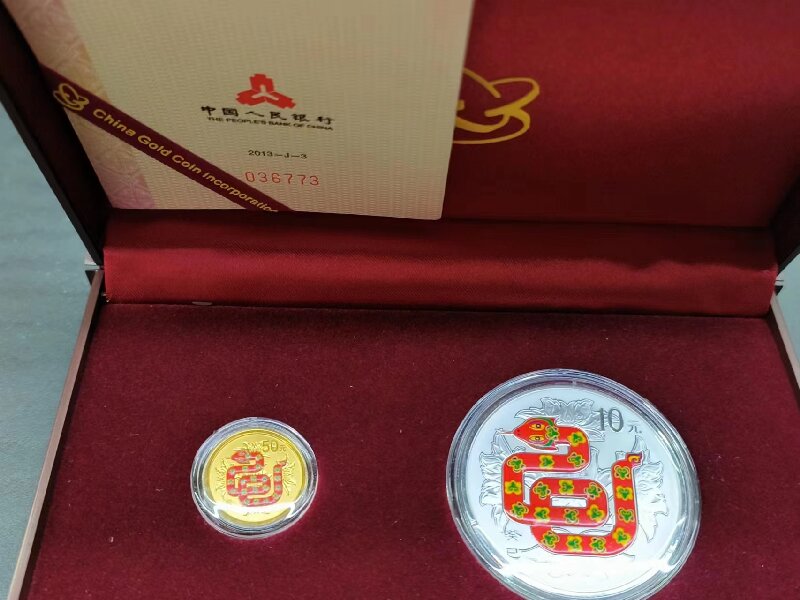 中国人民银行
THE PEOPLE'S BANK OF CHINA
2013-J-3
036773
China Gold Coin Incorporation
50元
10元